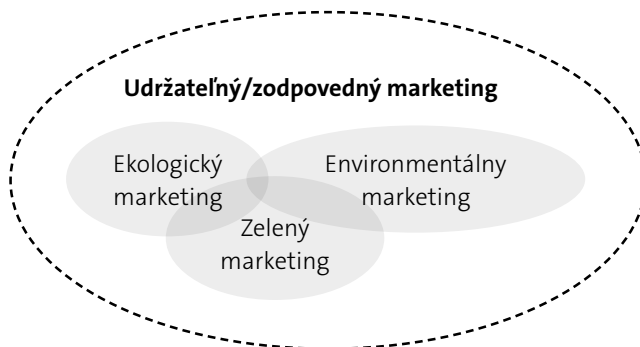 Udržateľný/zodpovedný marketing
Ekologický
marketing
Environmentálny
marketing
Zelený
marketing